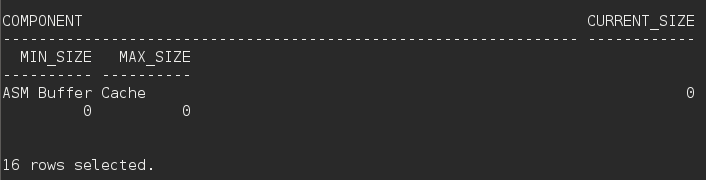 COMPONENT                                                        CURRENT_SIZE
---------------------------------------------------------------- ------------
  MIN_SIZE   MAX_SIZE
---------- ----------
ASM Buffer Cache                                                            0
         0          0
16 rows selected.